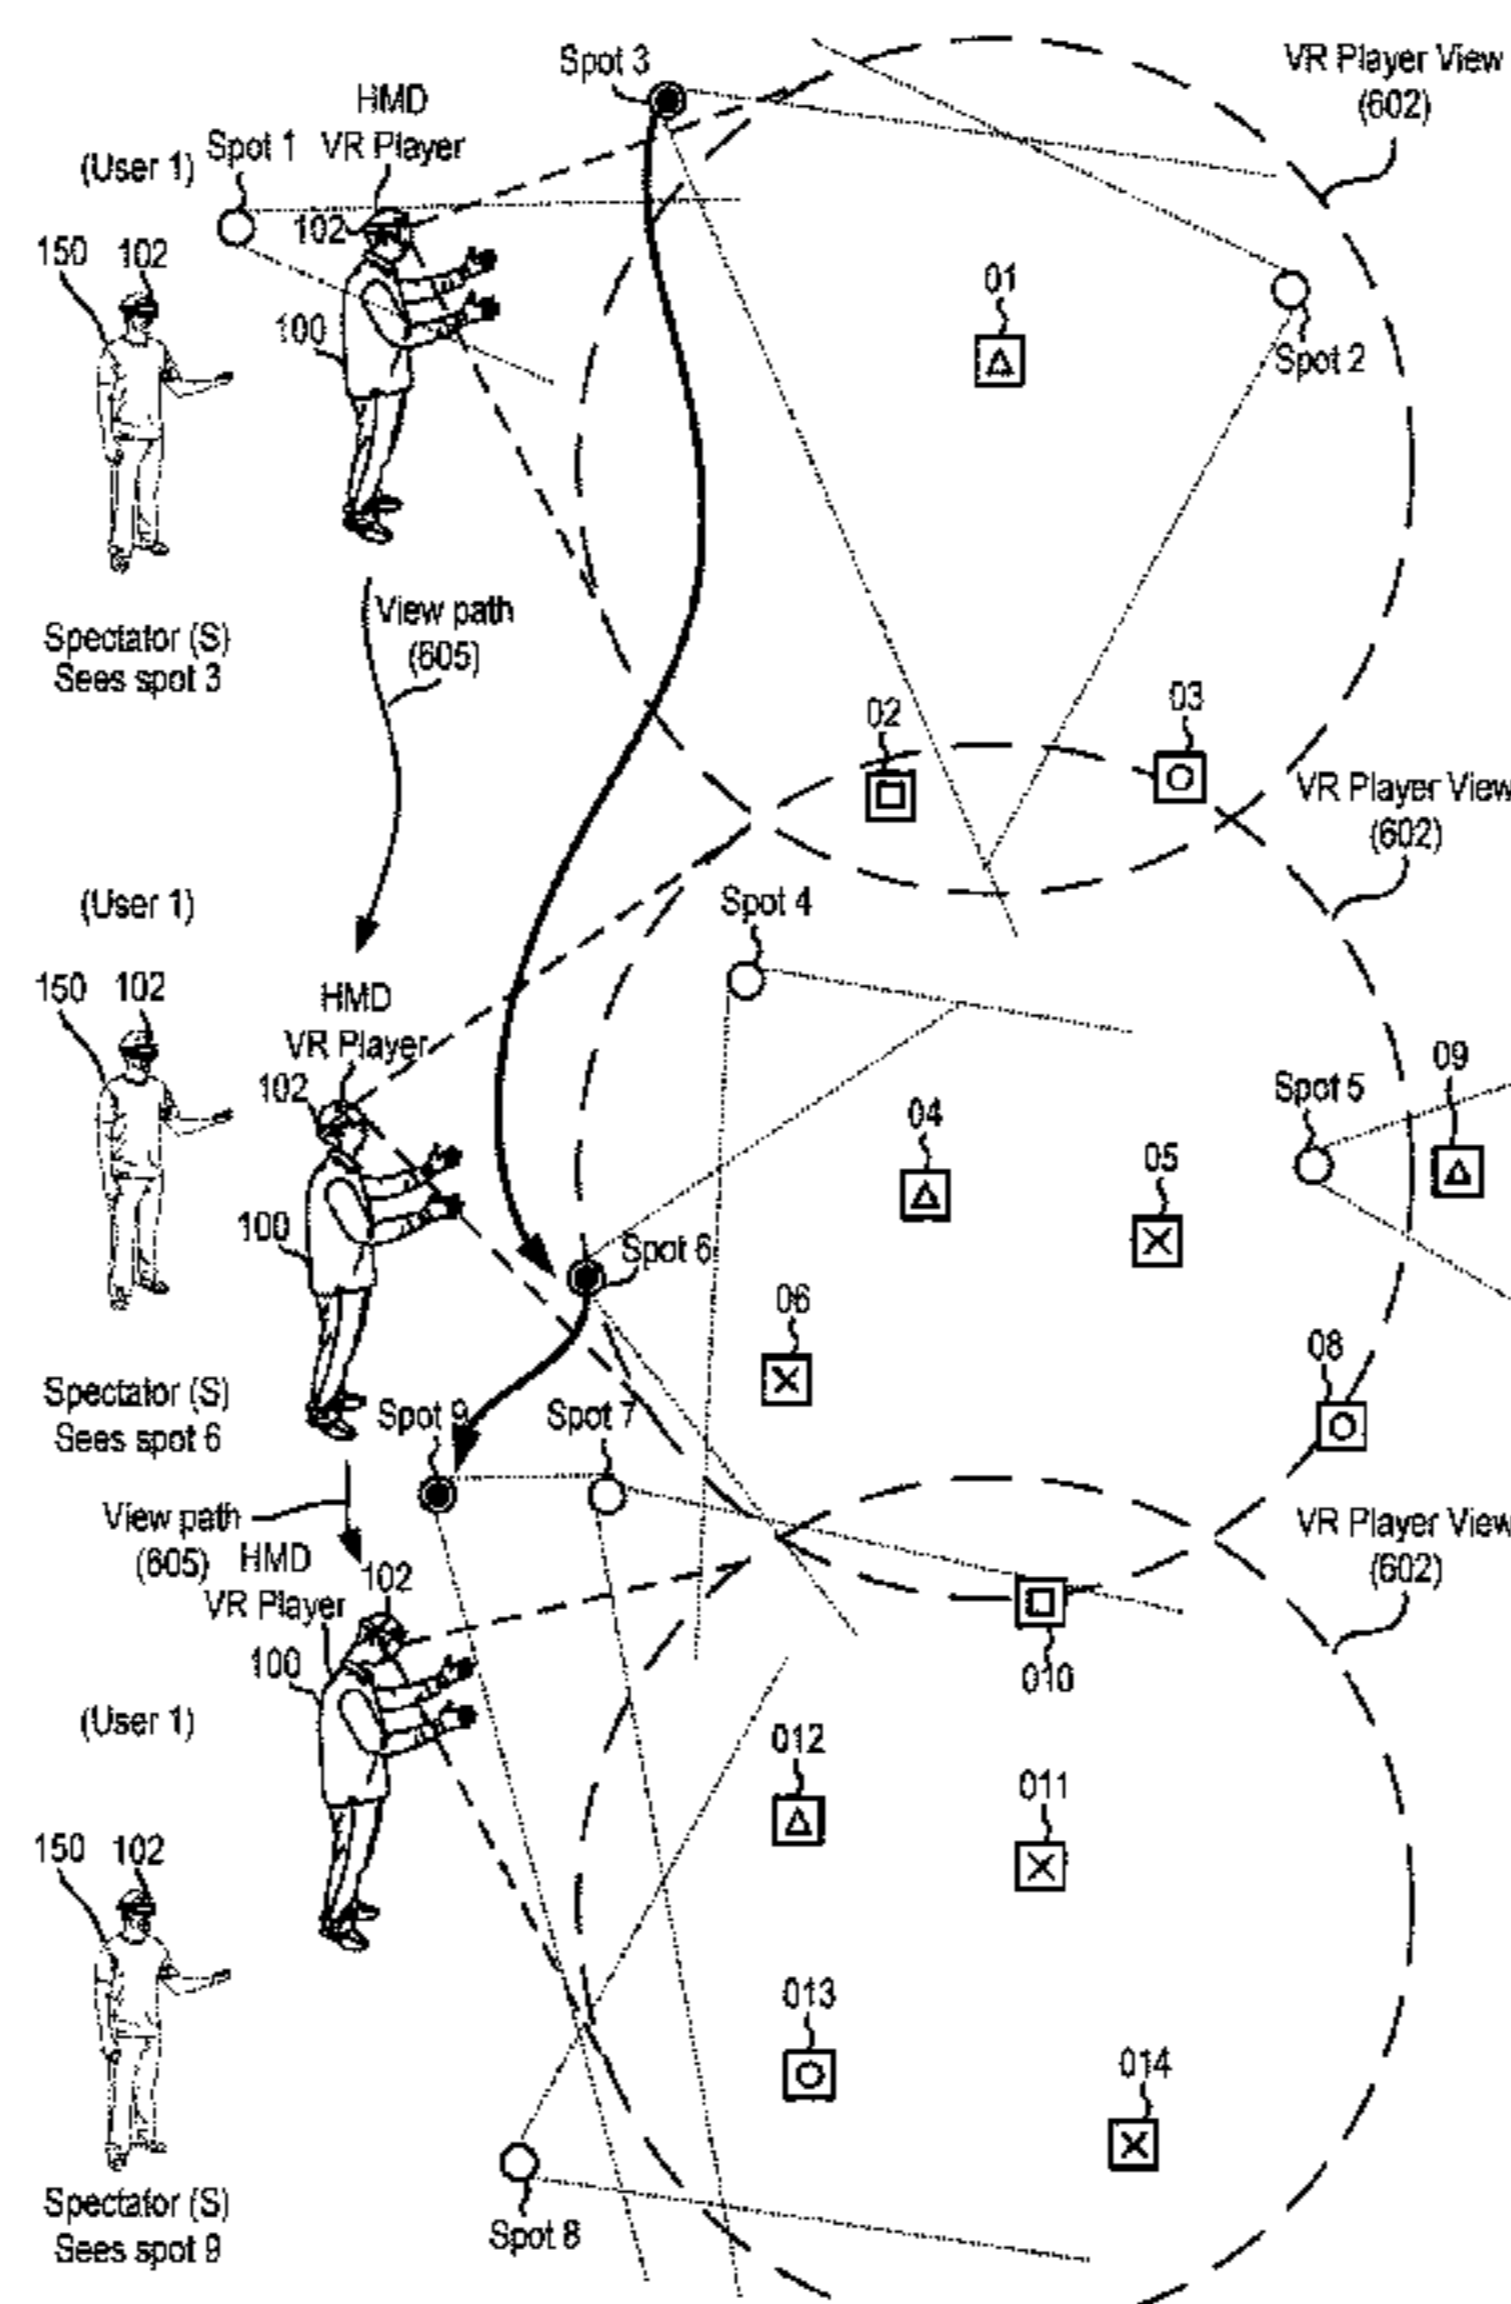 Spot 3
VR Player View
(602)
HMD
VR Player
Spot 1
(User 1)
102
150
102
100
01
Spot 2
View path
(605)
Spectator (S)
Sees spot 3
02
03
VR Player View
(602)
(User 1)
Spot 4
150
102
HMD
VR Player
102
09
Spot 5
04
05
100
Spot 6
06
08
Spectator (S)
Sees spot 6
Spot 9
Spot 7
View path
(605)
HMD
VR Player
102
VR Player View
(602)
100
010
(User 1)
012
011
150
102
013
014
Spectator (S)
Sees spot 9
Spot 8